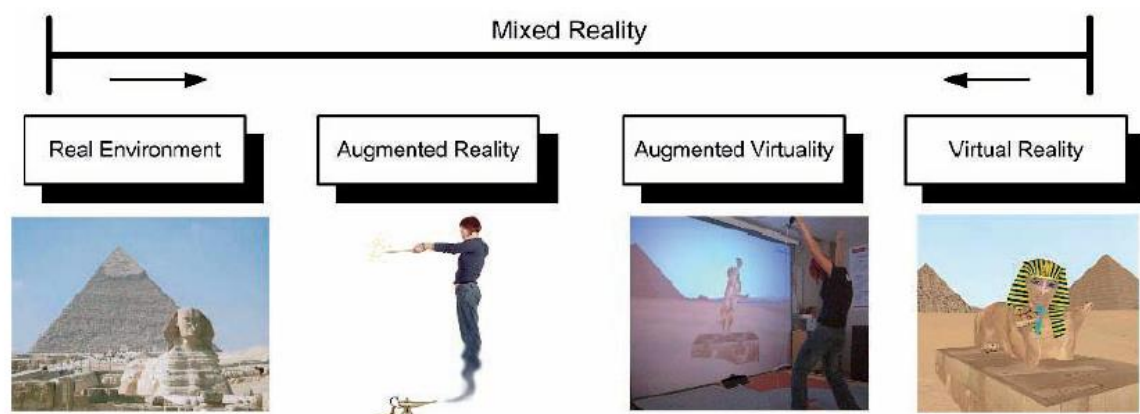 Mixed Reality
Real Environment
Augmented Reality
Augmented Virtuality
Virtual Reality